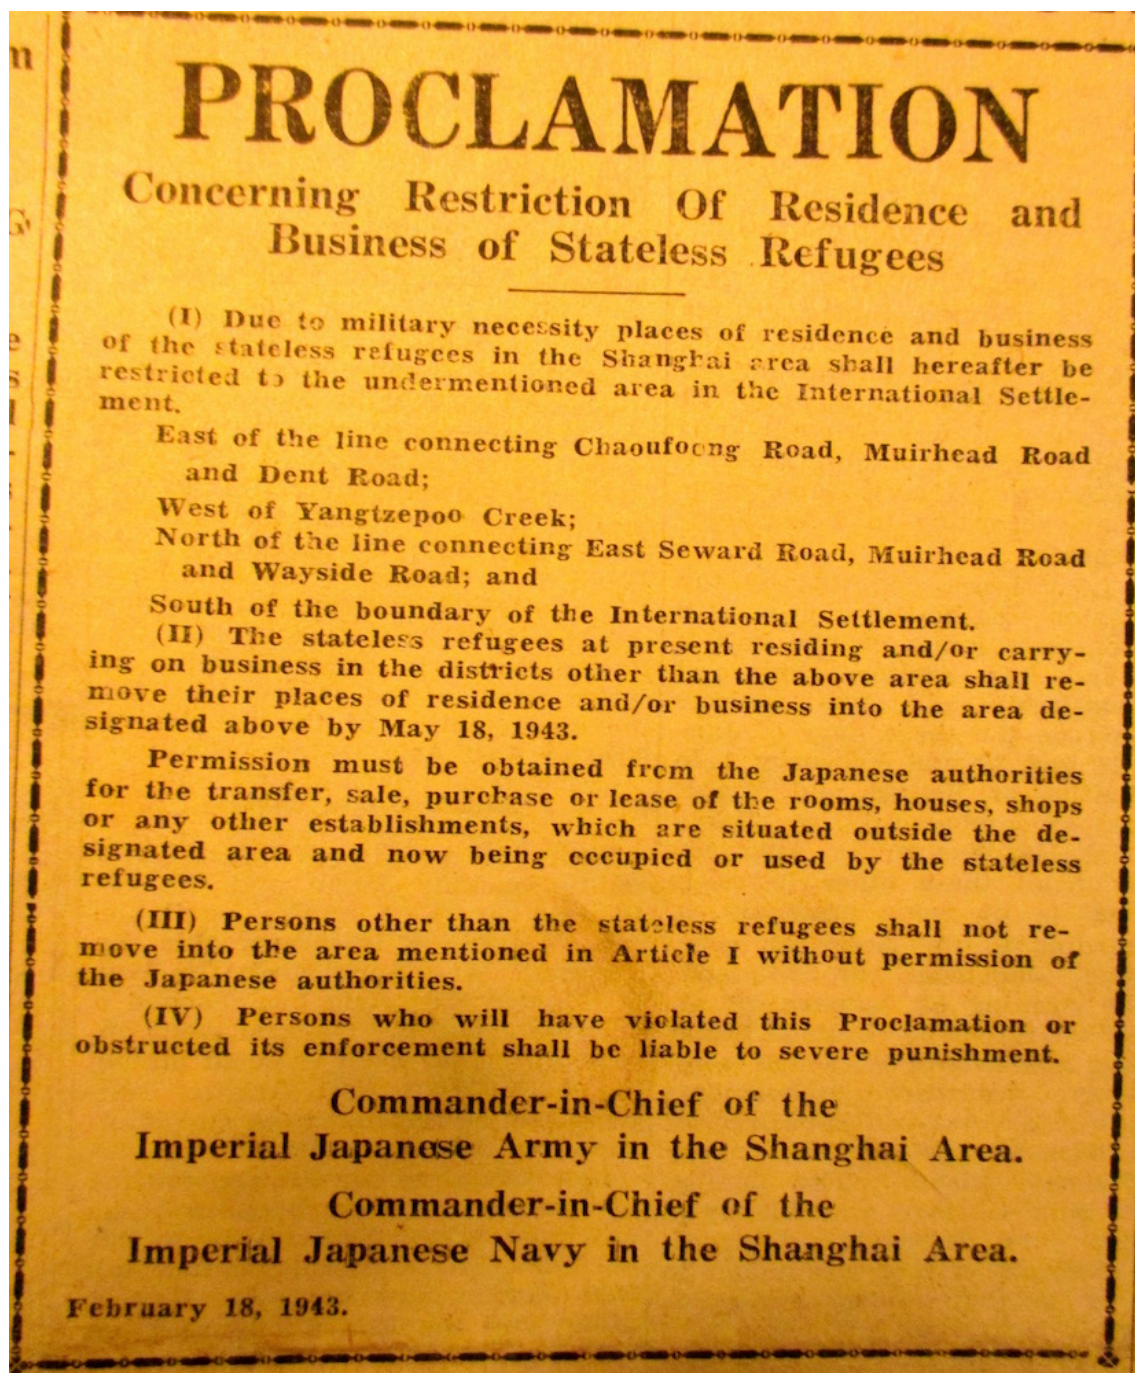 PROCLAMATION
Concerning Restriction Of Residence and
Business of Stateless Refugees
(I) Due to military necessity places of residence and business
of the stateless refugees in the Shanghai area shall hereafter be
restricted to the undermentioned area in the International Settle-
ment.
East of the line connecting Chaoufoong Road, Muirhead Road
and Dent Road;
West of Yangtzepoo Creek;
North of the line connecting East Seward Road, Muirhead Road
and Wayside Road; and
South of the boundary of the International Settlement.
(II) The stateless refugees at present residing and/or carry-
ing on business in the districts other than the above area shall re-
move their places of residence and/or business into the area de-
signated above by May 18, 1943.
Permission must be obtained from the Japanese authorities
for the transfer, sale, purchase or lease of the rooms, houses, shops
or any other establishments, which are situated outside the de-
signated area and now being occupied or used by the stateless
refugees.
(III) Persons other than the stateless refugees shall not re-
move into the area mentioned in Article I without permission of
the Japanese authorities.
(IV) Persons who will have violated this Proclamation or
obstructed its enforcement shall be liable to severe punishment.
Commander-in-Chief of the
Imperial Japanese Army in the Shanghai Area.
Commander-in-Chief of the
Imperial Japanese Navy in the Shanghai Area.
February 18, 1943.